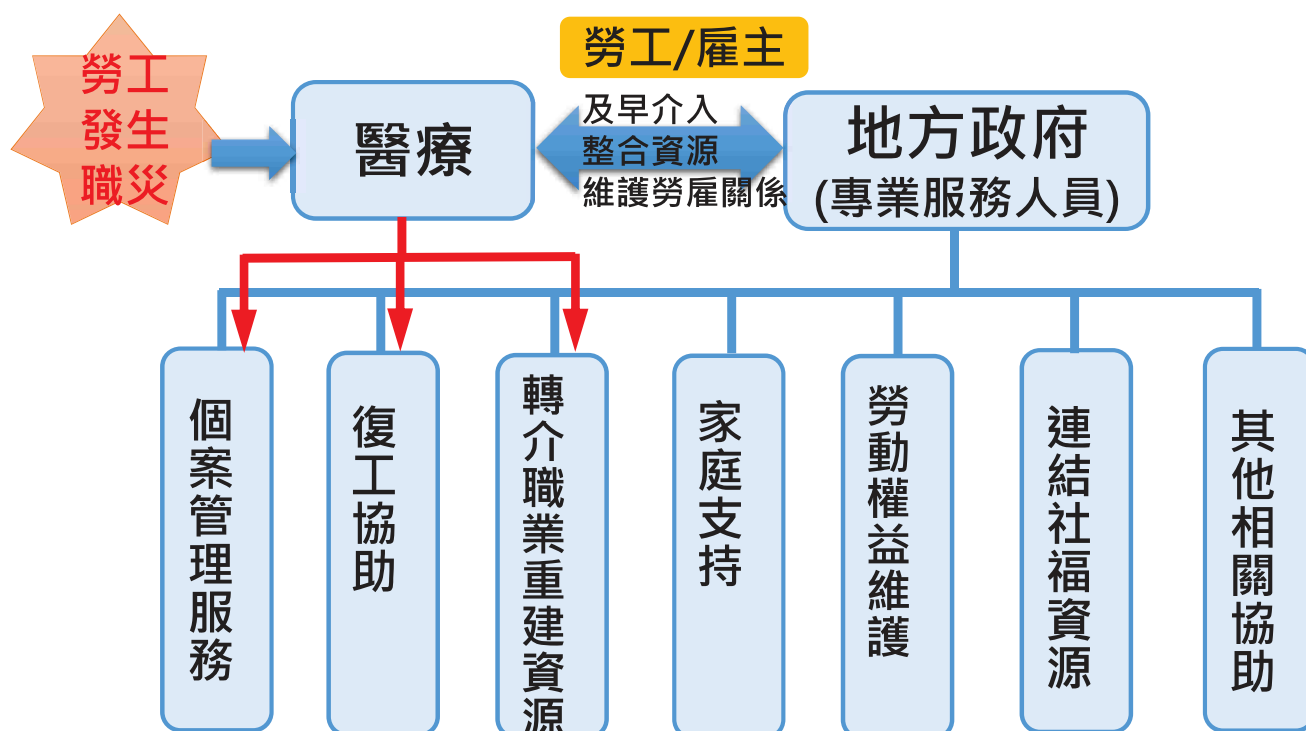 勞工
發生
職災
醫療
勞工/雇主
及早介入
整合資源
維護勞雇關係
地方政府
(專業服務人員)
個案管理服務
復工協助
轉介職業重建資源
家庭支持
勞動權益維護
連結社福資源
其他相關協助